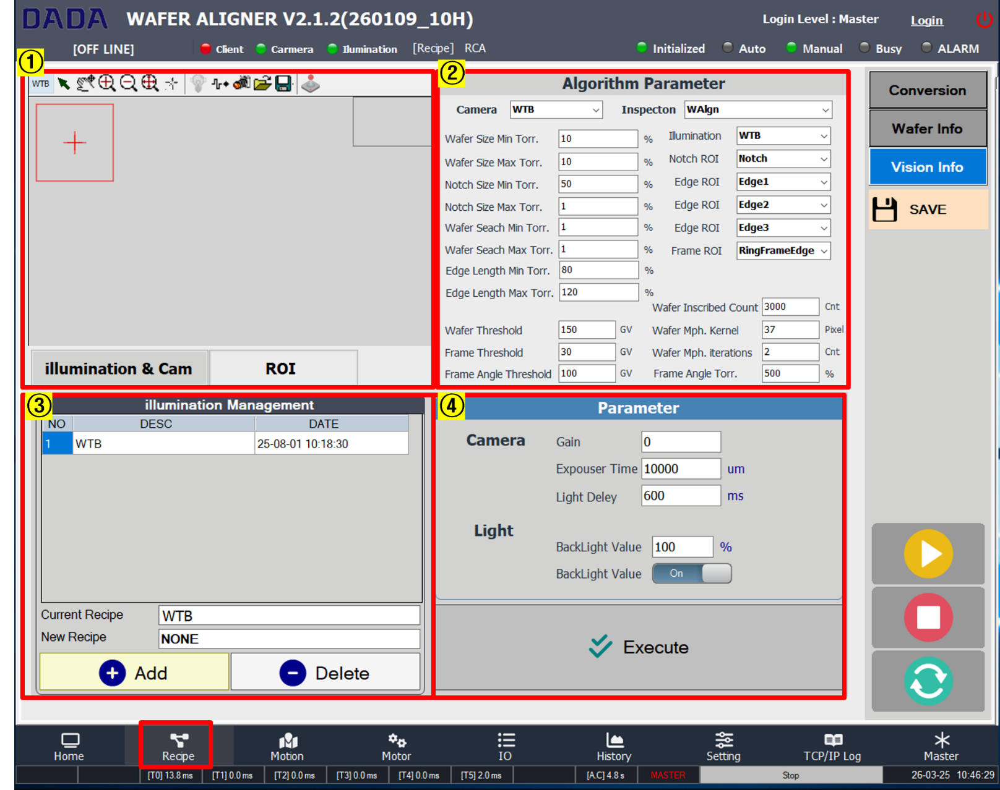 DADA WAFER ALIGNER V2.1.2(260109_10H) Login Level : Master Login
[OFF LINE] Client Carmera Ilumination [Recipe] RCA Initialized Auto Manual Busy ALARM
①
WTB
illumination & Cam ROI
②
Algorithm Parameter
Camera WTB Inspecton WAlgn
Wafer Size Min Torr. 10 % Illumination WTB
Wafer Size Max Torr. 10 % Notch ROI Notch
Notch Size Min Torr. 50 % Edge ROI Edge1
Notch Size Max Torr. 1 % Edge ROI Edge2
Wafer Seach Min Torr. 1 % Edge ROI Edge3
Wafer Seach Max Torr. 1 % Frame ROI RingFrameEdge
Edge Length Min Torr. 80 %
Edge Length Max Torr. 120 %
Wafer Inscribed Count 3000 Cnt
Wafer Threshold 150 GV Wafer Mph. Kernel 37 Pixel
Frame Threshold 30 GV Wafer Mph. iterations 2 Cnt
Frame Angle Threshold 100 GV Frame Angle Torr. 500 %
Conversion
Wafer Info
Vision Info
SAVE
③
illumination Management
NO DESC DATE
1 WTB 25-08-01 10:18:30
Current Recipe WTB
New Recipe NONE
+ Add - Delete
④
Parameter
Camera Gain 0
Expouser Time 10000 um
Light Deley 600 ms
Light
BackLight Value 100 %
BackLight Value On
Execute
Home Recipe Motion Motor IO History Setting TCP/IP Log Master
[T0] 13.8 ms [T1] 0.0 ms [T2] 0.0 ms [T3] 0.0 ms [T4] 0.0 ms [T5] 2.0 ms [A.C] 4.8 s MASTER Stop 26-03-25 10:46:29